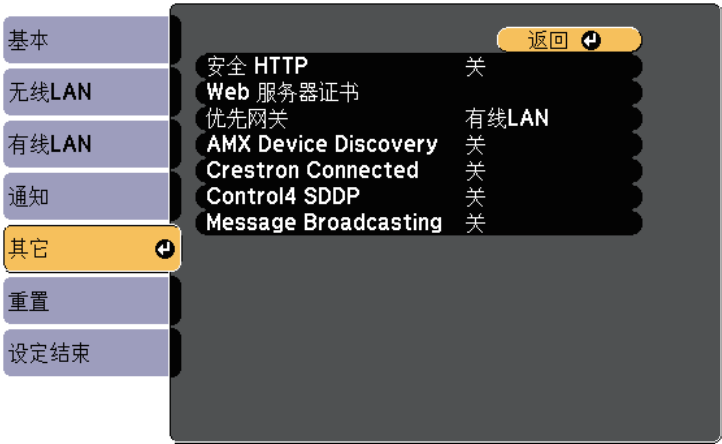 基本
无线LAN
有线LAN
通知
其它
重置
设定结束
返回
安全 HTTP 关
Web 服务器证书
优先网关 有线LAN
AMX Device Discovery 关
Crestron Connected 关
Control4 SDDP 关
Message Broadcasting 关